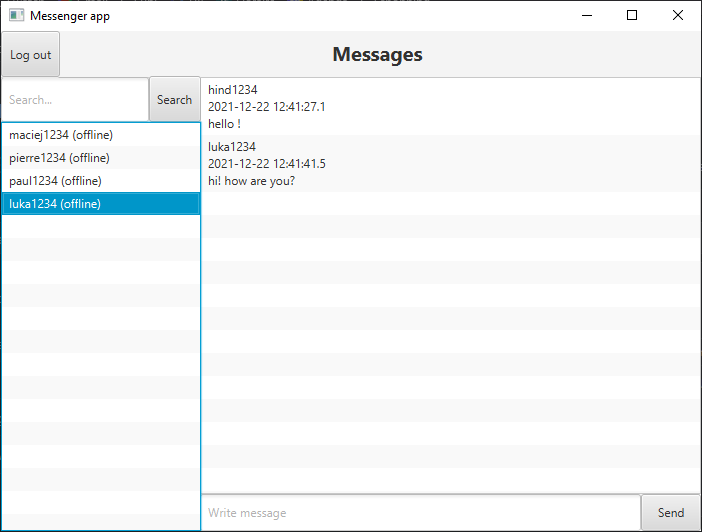 Messenger app
Log out
Messages
Search...
Search
maciej1234 (offline)
pierre1234 (offline)
paul1234 (offline)
luka1234 (offline)
hind1234
2021-12-22 12:41:27.1
hello !
luka1234
2021-12-22 12:41:41.5
hi! how are you?
Write message
Send